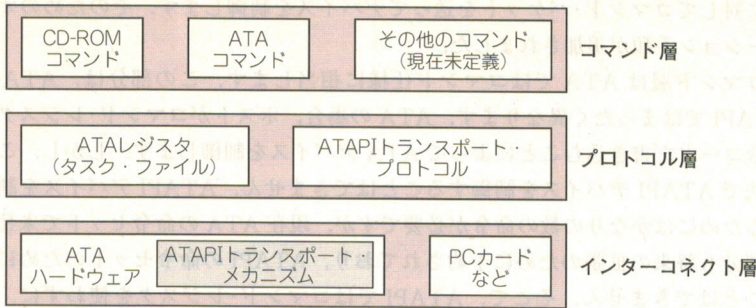 CD-ROM
コマンド
ATA
コマンド
その他のコマンド
(現在未定義)
コマンド層
ATAレジスタ
(タスク・ファイル)
ATAPIトランスポート・
プロトコル
プロトコル層
ATA
ハードウェア
ATAPIトランスポート
メカニズム
PCカード
など
インターコネクト層